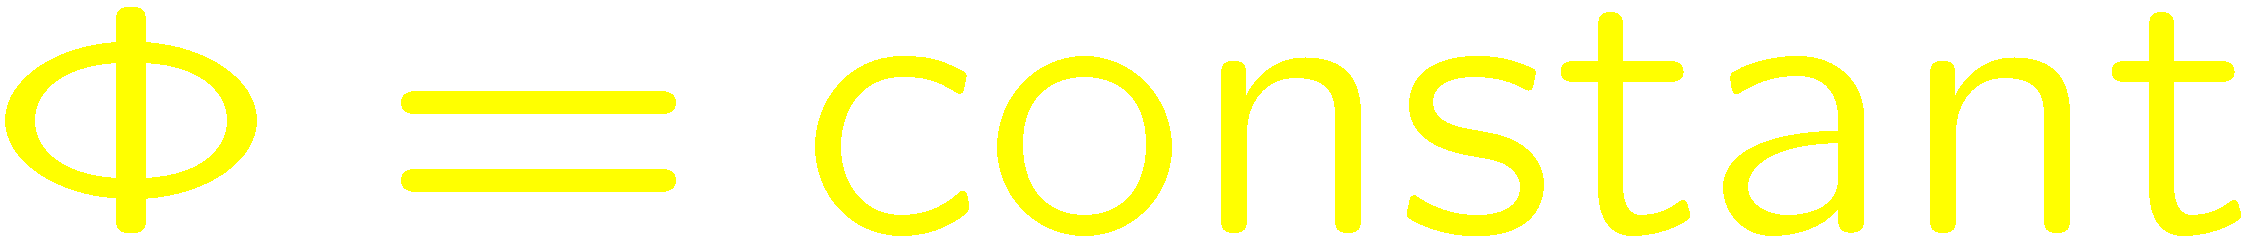 Φ = constant